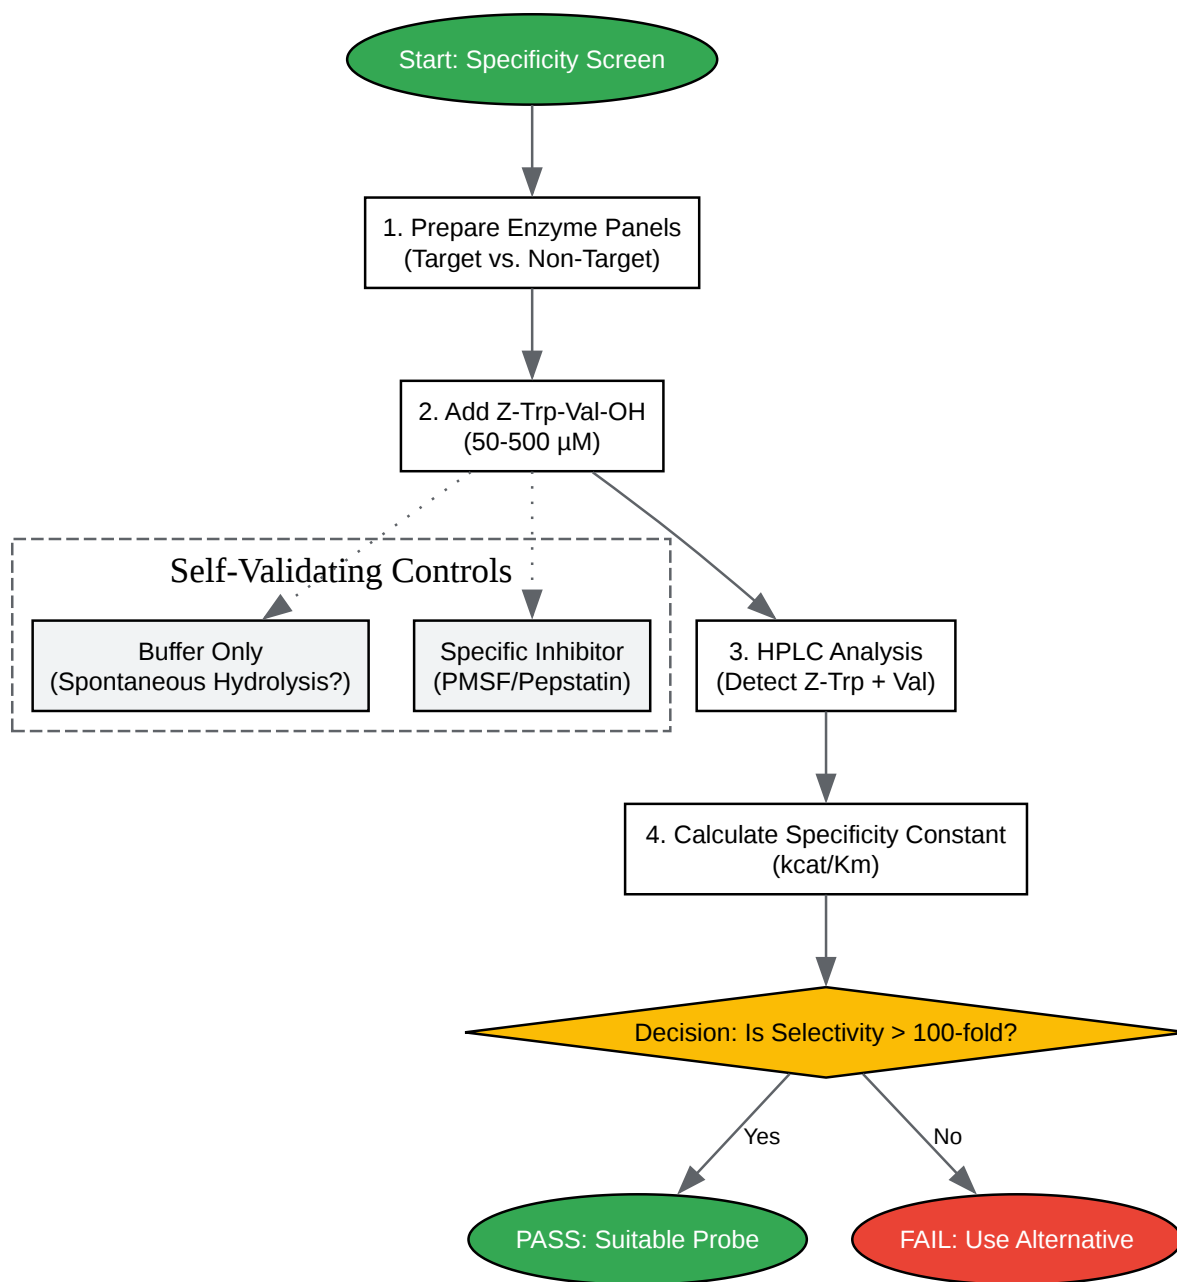 Start: Specificity Screen
1. Prepare Enzyme Panels
(Target vs. Non-Target)
2. Add Z-Trp-Val-OH
(50-500 µM)
Self-Validating Controls
Buffer Only
(Spontaneous Hydrolysis?)
Specific Inhibitor
(PMSF/Pepstatin)
3. HPLC Analysis
(Detect Z-Trp + Val)
4. Calculate Specificity Constant
(kcat/Km)
Decision: Is Selectivity > 100-fold?
Yes
No
PASS: Suitable Probe
FAIL: Use Alternative